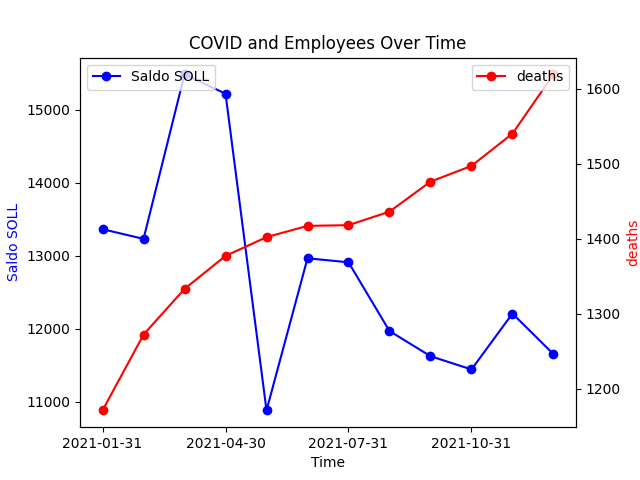 COVID and Employees Over Time
Saldo SOLL
deaths
15000
14000
13000
12000
11000
Saldo SOLL
1600
1500
1400
1300
1200
deaths
2021-01-31
2021-04-30
2021-07-31
2021-10-31
Time